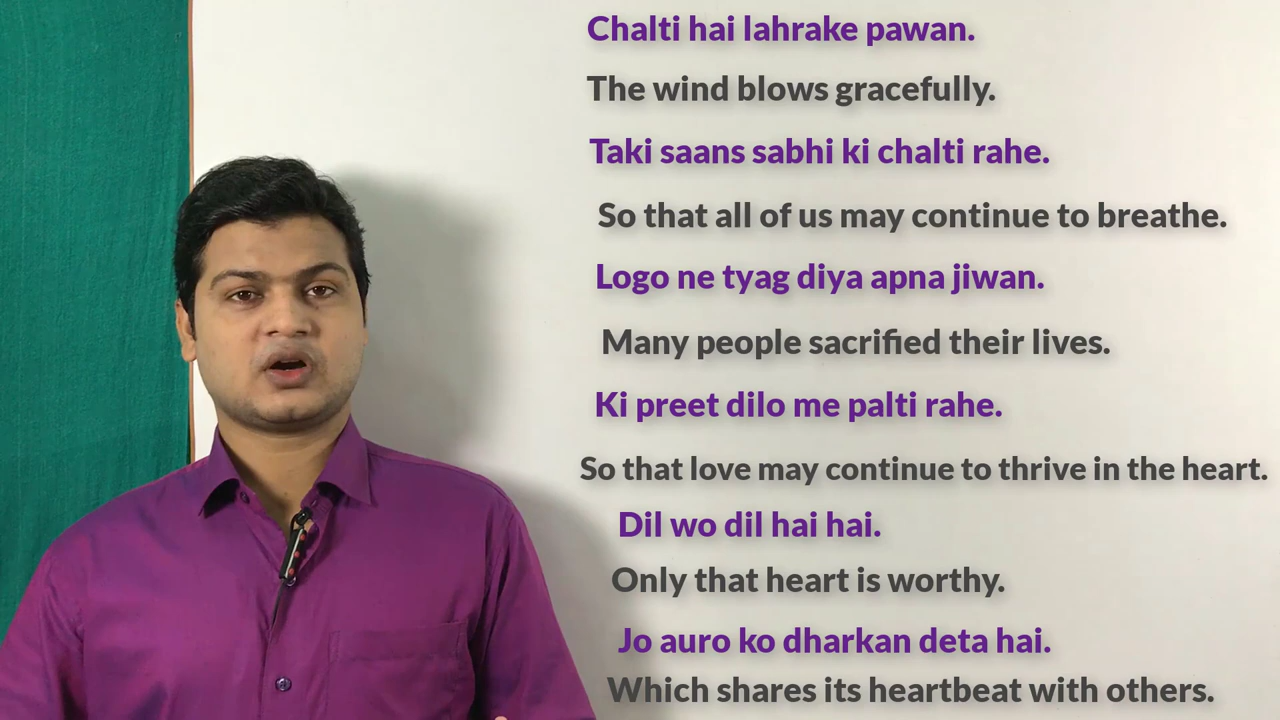 Chalti hai lahrake pawan.
The wind blows gracefully.
Taki saans sabhi ki chalti rahe.
So that all of us may continue to breathe.
Logo ne tyag diya apna jiwan.
Many people sacrified their lives.
Ki preet dilo me palti rahe.
So that love may continue to thrive in the heart.
Dil wo dil hai hai.
Only that heart is worthy.
Jo auro ko dharkan deta hai.
Which shares its heartbeat with others.